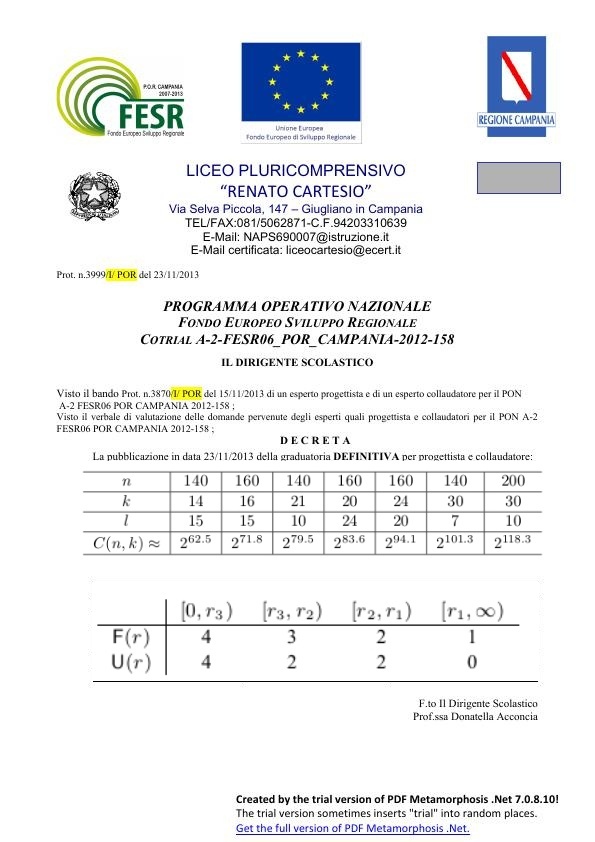 P.O.R. CAMPANIA
2007-2013
FESR
Fondo Europeo Sviluppo Regionale
Unione Europea
Fondo Europeo di Sviluppo Regionale
REGIONE CAMPANIA
LICEO PLURICOMPRENSIVO
“RENATO CARTESIO”
Via Selva Piccola, 147 – Giugliano in Campania
TEL/FAX:081/5062871-C.F.94203310639
E-Mail: NAPS690007@istruzione.it
E-Mail certificata: liceocartesio@ecert.it
Prot. n.3999/I/ POR del 23/11/2013
PROGRAMMA OPERATIVO NAZIONALE
FONDO EUROPEO SVILUPPO REGIONALE
COTRIAL A-2-FESR06_POR_CAMPANIA-2012-158
IL DIRIGENTE SCOLASTICO
Visto il bando Prot. n.3870/I/ POR del 15/11/2013 di un esperto progettista e di un esperto collaudatore per il PON
A-2 FESR06 POR CAMPANIA 2012-158 ;
Visto il verbale di valutazione delle domande pervenute degli esperti quali progettista e collaudatori per il PON A-2
FESR06 POR CAMPANIA 2012-158 ;
D E C R E T A
La pubblicazione in data 23/11/2013 della graduatoria DEFINITIVA per progettista e collaudatore:
n 140 160 140 160 160 140 200
k 14 16 21 20 24 30 30
l 15 15 10 24 20 7 10
C(n, k) ≈ 2^62.5 2^71.8 2^79.5 2^83.6 2^94.1 2^101.3 2^118.3
[0, r₃) [r₃, r₂) [r₂, r₁) [r₁, ∞)
F(r) 4 3 2 1
U(r) 4 2 2 0
F.to Il Dirigente Scolastico
Prof.ssa Donatella Acconcia
Created by the trial version of PDF Metamorphosis .Net 7.0.8.10!
The trial version sometimes inserts "trial" into random places.
Get the full version of PDF Metamorphosis .Net.